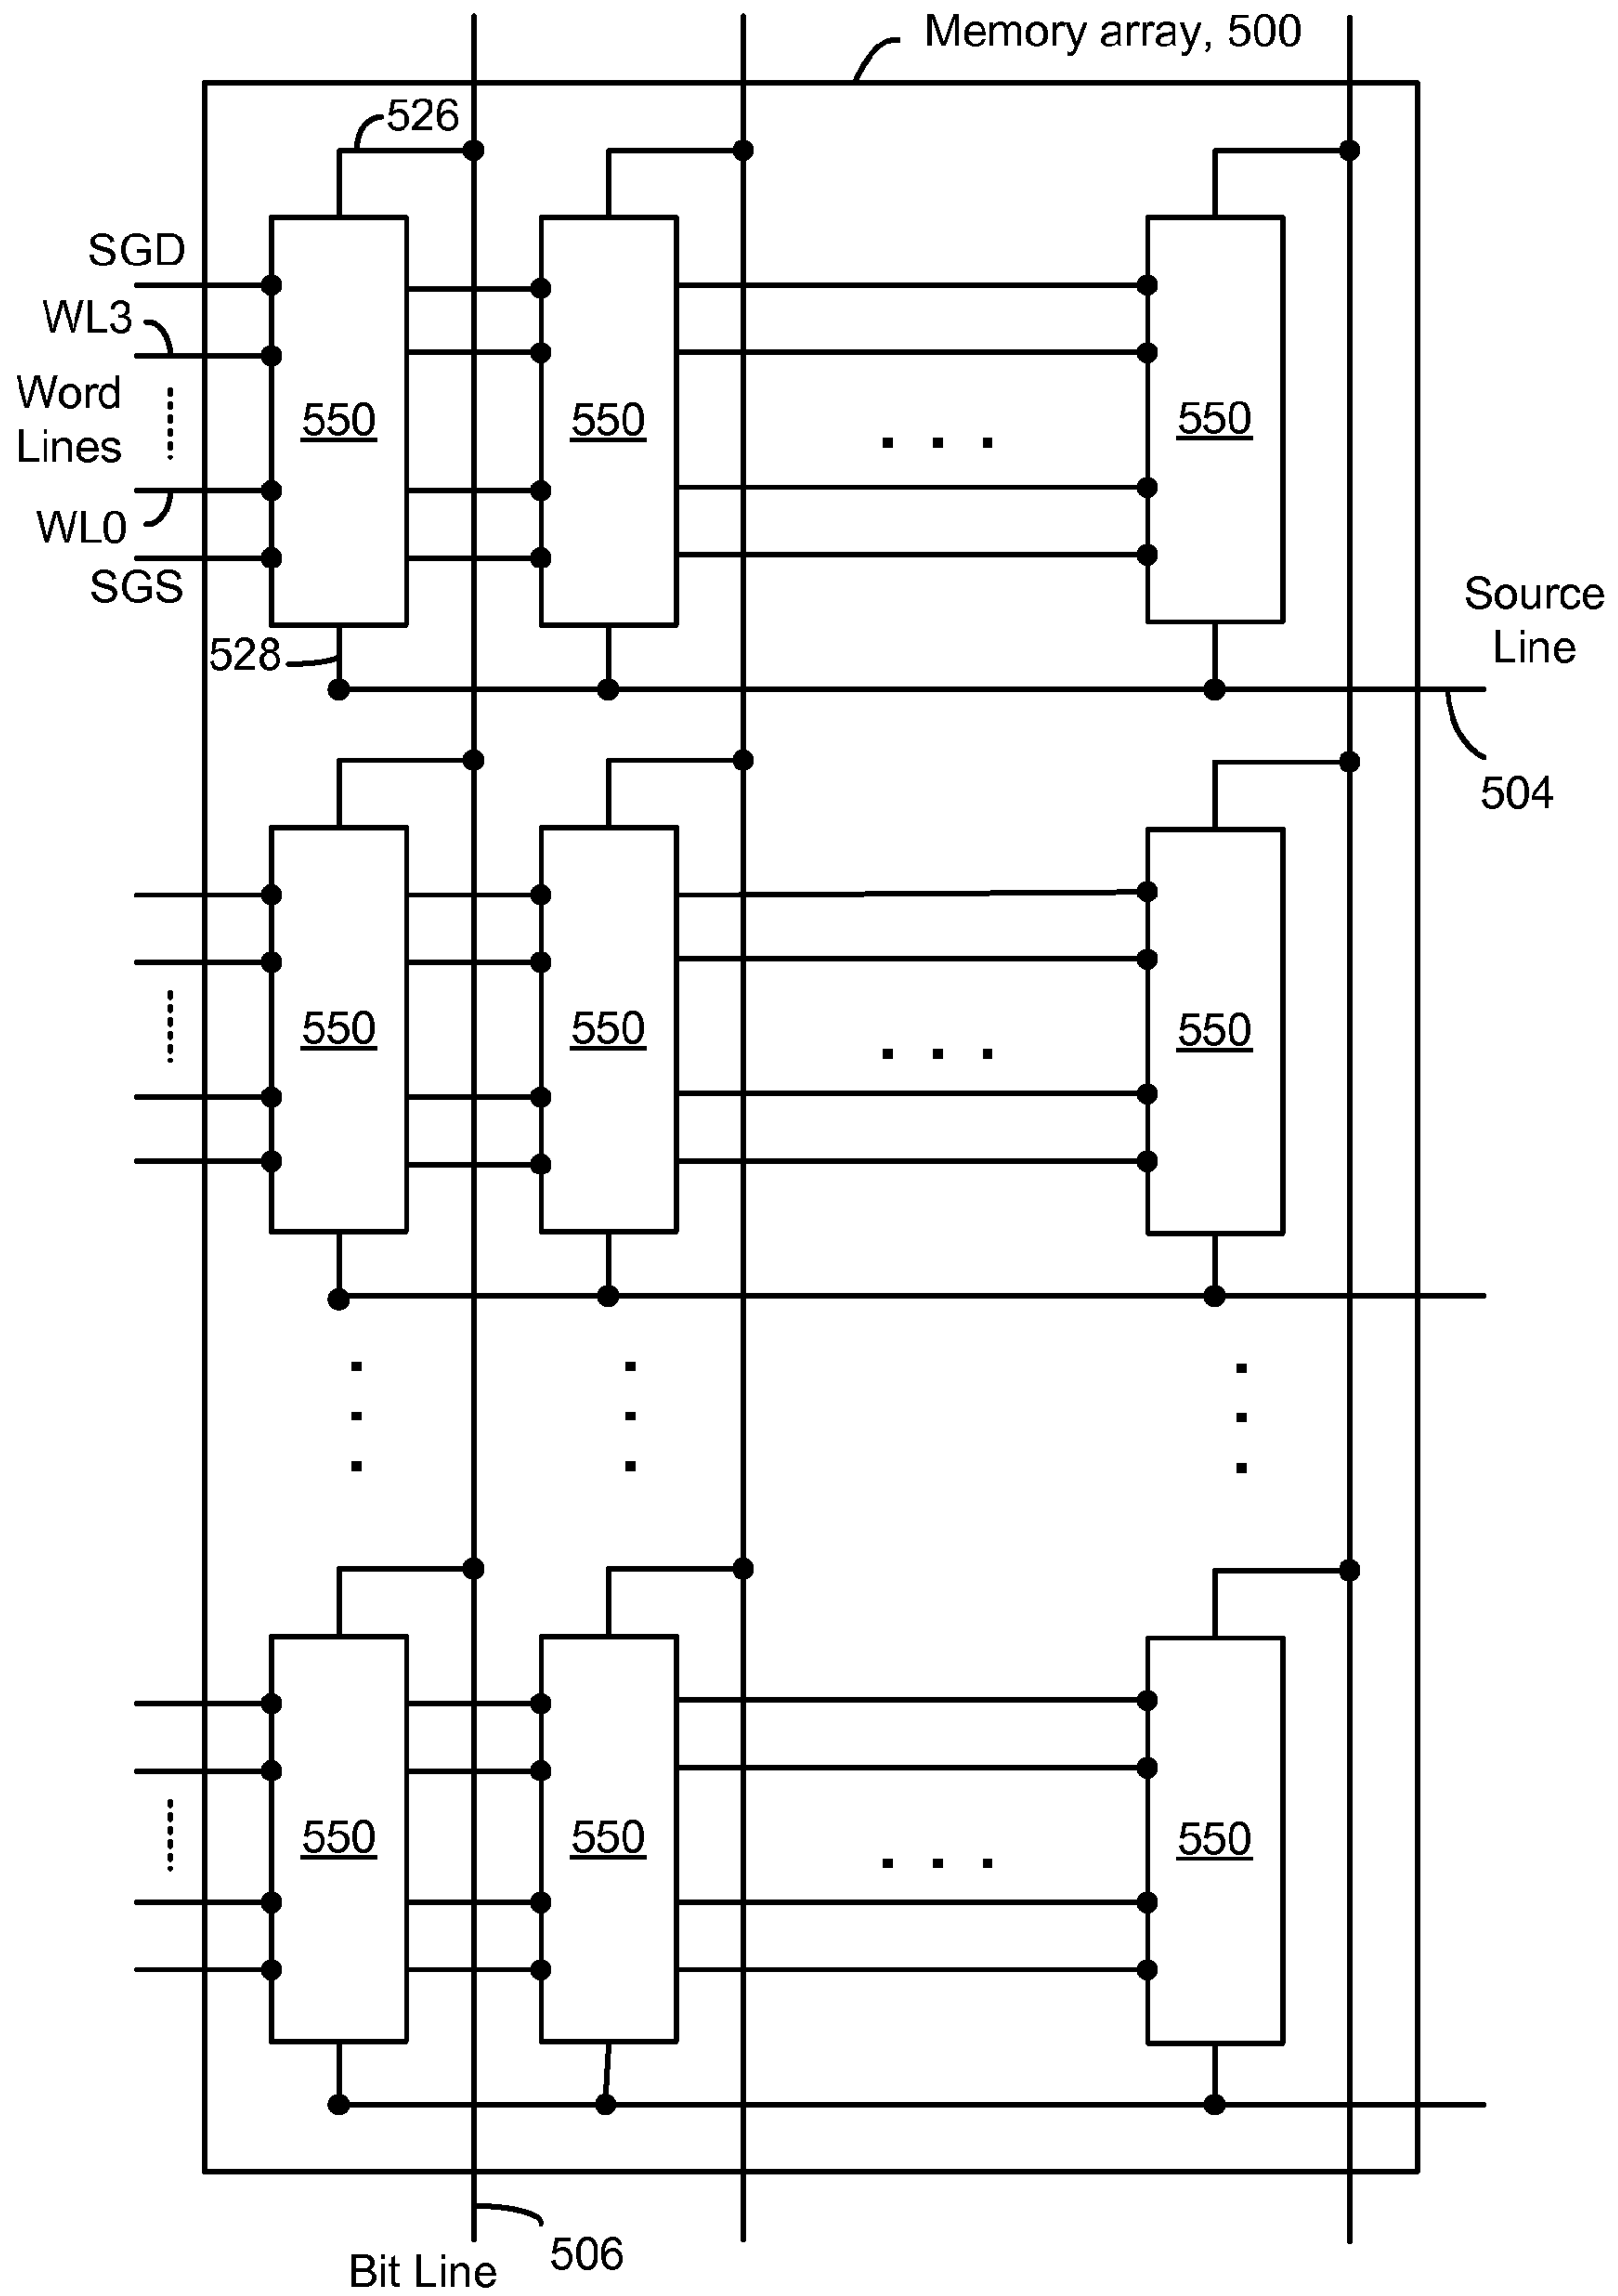 Memory array, 500
526
SGD
WL3
Word
Lines
550 550 550
WL0
SGS
Source
Line
528
504
550 550 550
550 550 550
506
Bit Line